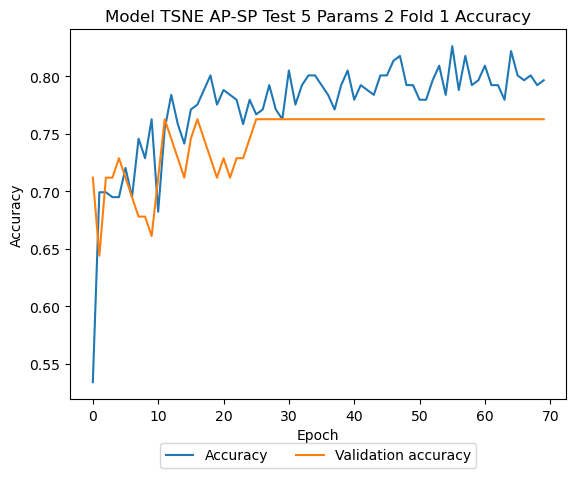 Model TSNE AP-SP Test 5 Params 2 Fold 1 Accuracy
0.80
0.75
0.70
0.65
0.60
0.55
Accuracy
0 10 20 30 40 50 60 70
Epoch
Accuracy Validation accuracy